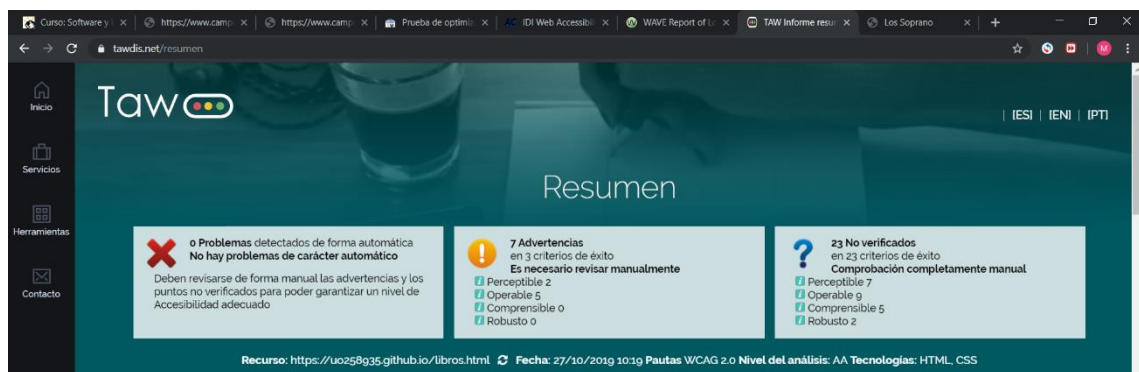 Curso: Software y
https://www.camp
https://www.camp
Prueba de optimiz
IDI Web Accessibil
WAVE Report of Lo
TAW Informe resu
Los Soprano
tawdis.net/resumen
M
Inicio
Servicios
Herramientas
Contacto
Taw
[ES] | [EN] | [PT]
Resumen
0 Problemas detectados de forma automática
No hay problemas de carácter automático
Deben revisarse de forma manual las advertencias y los
puntos no verificados para poder garantizar un nivel de
Accesibilidad adecuado
7 Advertencias
en 3 criterios de éxito
Es necesario revisar manualmente
Perceptible 2
Operable 5
Comprensible 0
Robusto 0
23 No verificados
en 23 criterios de éxito
Comprobación completamente manual
Perceptible 7
Operable 9
Comprensible 5
Robusto 2
Recurso: https://uo258935.github.io/libros.html Fecha: 27/10/2019 10:19 Pautas WCAG 2.0 Nivel del análisis: AA Tecnologías: HTML, CSS